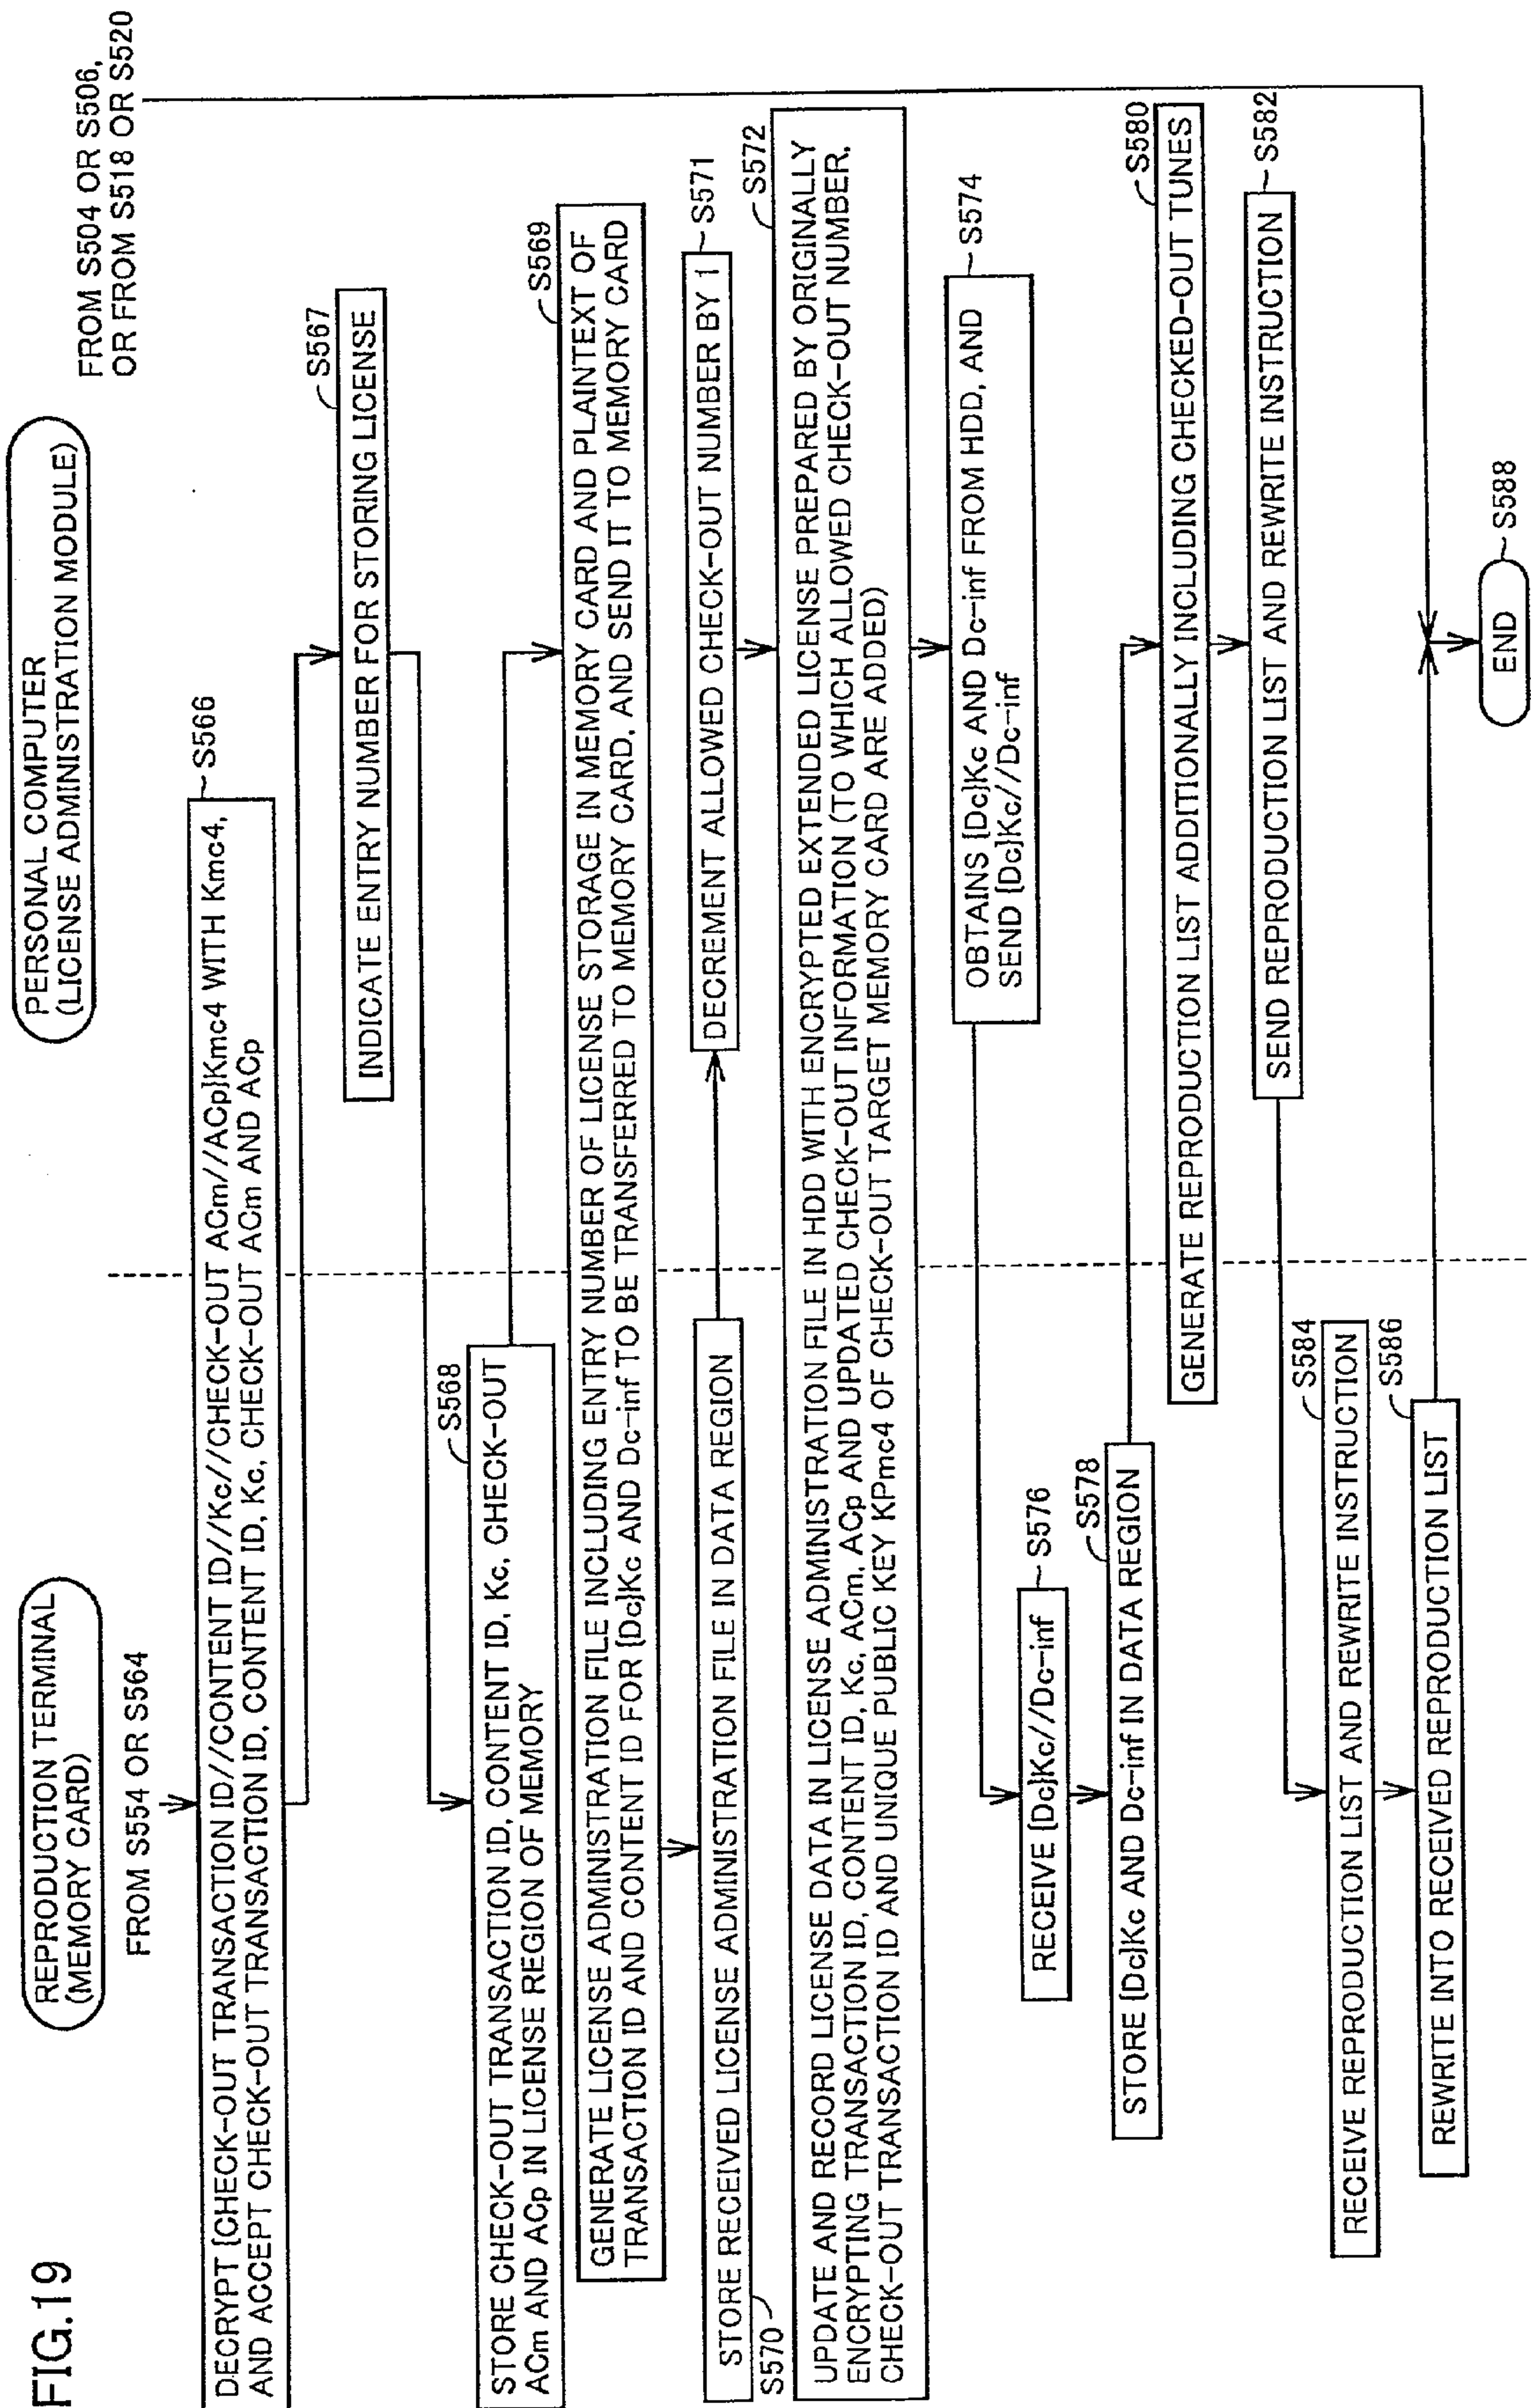 FIG.19
REPRODUCTION TERMINAL
(MEMORY CARD)
PERSONAL COMPUTER
(LICENSE ADMINISTRATION MODULE)
FROM S504 OR S506,
OR FROM S518 OR S520
FROM S554 OR S564
S566
DECRYPT {CHECK-OUT TRANSACTION ID//CONTENT ID//Kc//CHECK-OUT ACm//ACp}Kmc4 WITH Kmc4,
AND ACCEPT CHECK-OUT TRANSACTION ID, CONTENT ID, Kc, CHECK-OUT ACm AND ACp
S567
INDICATE ENTRY NUMBER FOR STORING LICENSE
S568
STORE CHECK-OUT TRANSACTION ID, CONTENT ID, Kc, CHECK-OUT
ACm AND ACp IN LICENSE REGION OF MEMORY
S569
GENERATE LICENSE ADMINISTRATION FILE INCLUDING ENTRY NUMBER OF LICENSE STORAGE IN MEMORY CARD AND PLAINTEXT OF
TRANSACTION ID AND CONTENT ID FOR {Dc}Kc AND Dc-inf TO BE TRANSFERRED TO MEMORY CARD, AND SEND IT TO MEMORY CARD
STORE RECEIVED LICENSE ADMINISTRATION FILE IN DATA REGION
S570
S571
DECREMENT ALLOWED CHECK-OUT NUMBER BY 1
S572
UPDATE AND RECORD LICENSE DATA IN LICENSE ADMINISTRATION FILE IN HDD WITH ENCRYPTED EXTENDED LICENSE PREPARED BY ORIGINALLY
ENCRYPTING TRANSACTION ID, CONTENT ID, Kc, ACm, ACp AND UPDATED CHECK-OUT INFORMATION (TO WHICH ALLOWED CHECK-OUT NUMBER,
CHECK-OUT TRANSACTION ID AND UNIQUE PUBLIC KEY KPmc4 OF CHECK-OUT TARGET MEMORY CARD ARE ADDED)
S574
OBTAINS {Dc}Kc AND Dc-inf FROM HDD, AND
SEND {Dc}Kc//Dc-inf
S576
RECEIVE {Dc}Kc//Dc-inf
S578
STORE {Dc}Kc AND Dc-inf IN DATA REGION
S580
GENERATE REPRODUCTION LIST ADDITIONALLY INCLUDING CHECKED-OUT TUNES
S582
SEND REPRODUCTION LIST AND REWRITE INSTRUCTION
S584
RECEIVE REPRODUCTION LIST AND REWRITE INSTRUCTION
S586
REWRITE INTO RECEIVED REPRODUCTION LIST
S588
END